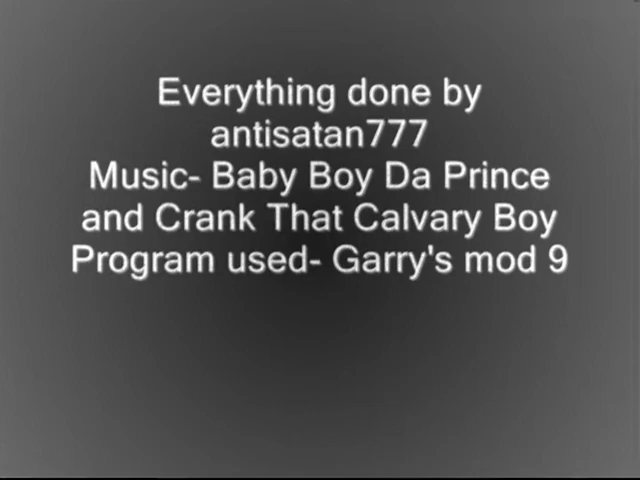 Everything done by
antisatan777
Music- Baby Boy Da Prince
and Crank That Calvary Boy
Program used- Garry's mod 9